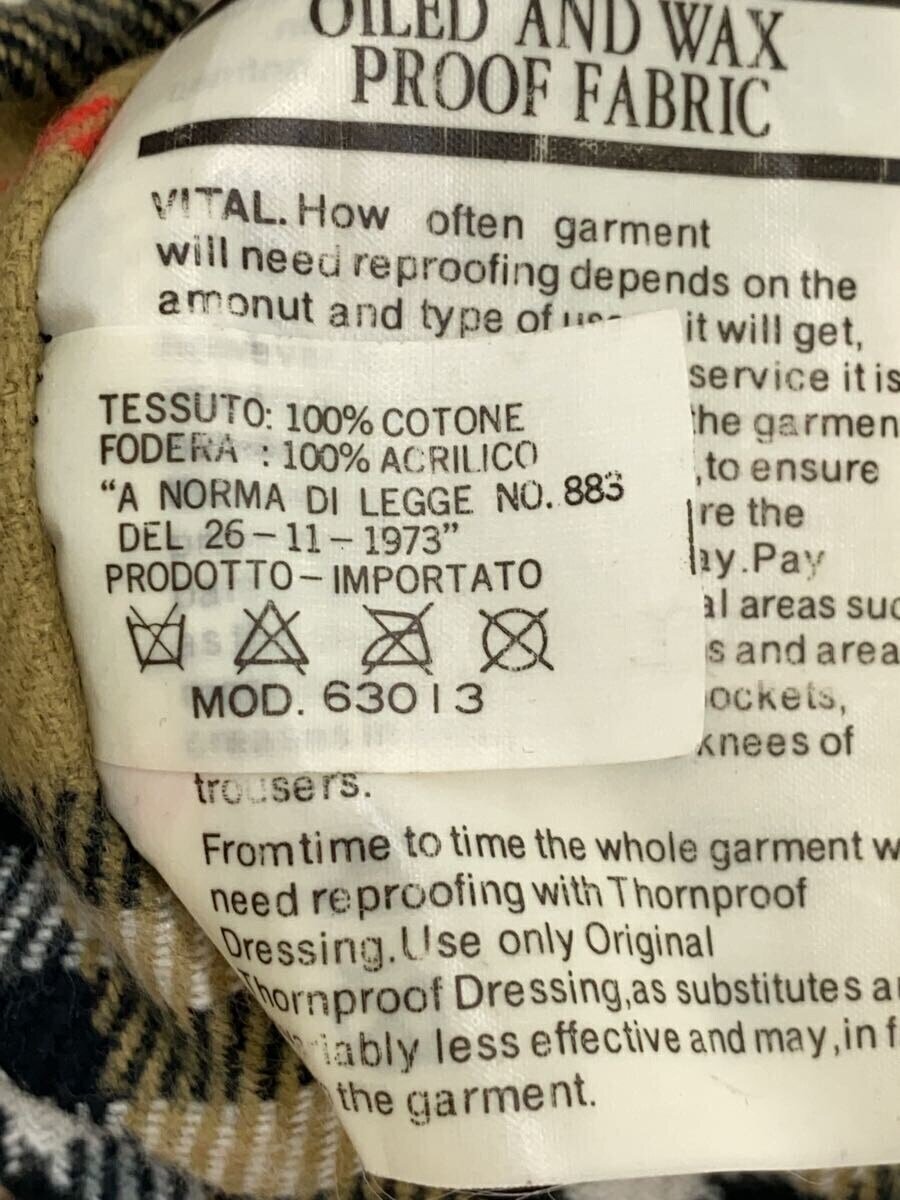 OILED AND WAX
PROOF FABRIC
VITAL. How often garment
will need reproofing depends on the
amonut and type of it will get,
service it is
the garmen
,to ensure
re the
ay.Pay
al areas suc
s and area
ockets,
knees of
trousers.
From time to time the whole garment w
need reproofing with Thornproof
Dressing. Use only Original
Thornproof Dressing,as substitutes a
iably less effective and may,in f
the garment.
TESSUTO: 100% COTONE
FODERA : 100% ACRILICO
“A NORMA DI LEGGE NO. 883
DEL 26-11-1973”
PRODOTTO-IMPORTATO
MOD. 63013